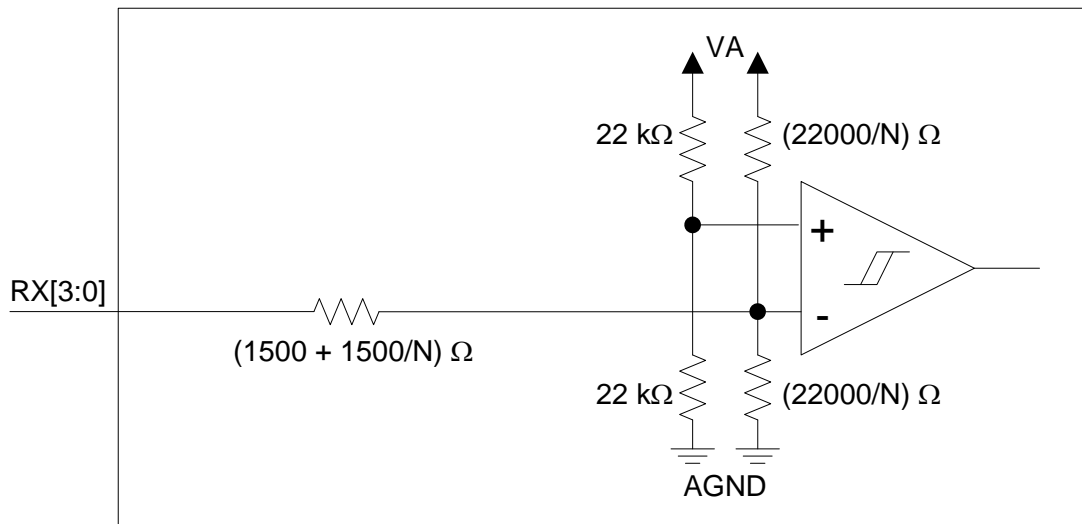 VA
22 kΩ
(22000/N) Ω
+
RX[3:0]
-
(1500 + 1500/N) Ω
22 kΩ
(22000/N) Ω
AGND